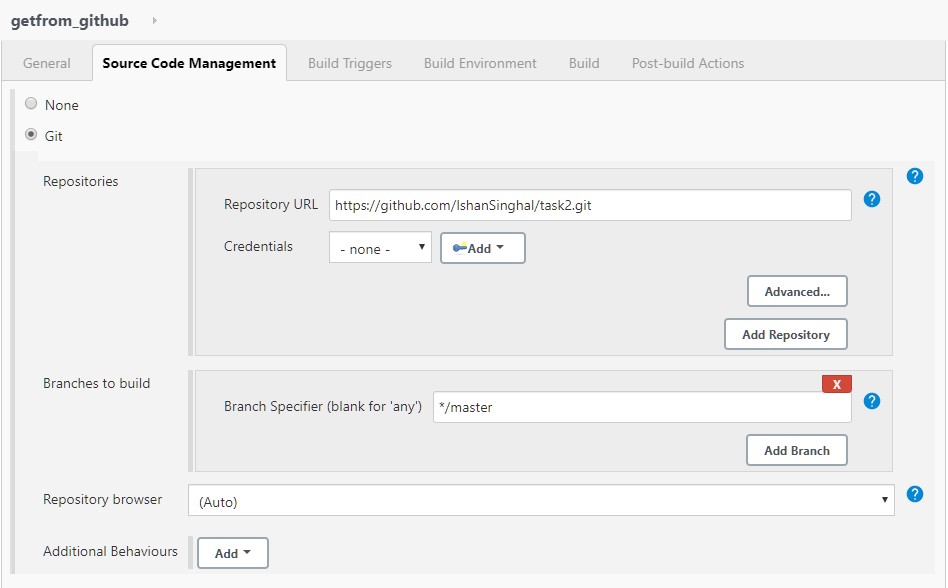 getfrom_github
General Source Code Management Build Triggers Build Environment Build Post-build Actions
None
Git
Repositories
?
Repository URL https://github.com/IshanSinghal/task2.git ?
Credentials - none - Add
Advanced...
Add Repository
Branches to build
X
Branch Specifier (blank for 'any') */master ?
Add Branch
Repository browser (Auto) ?
Additional Behaviours Add